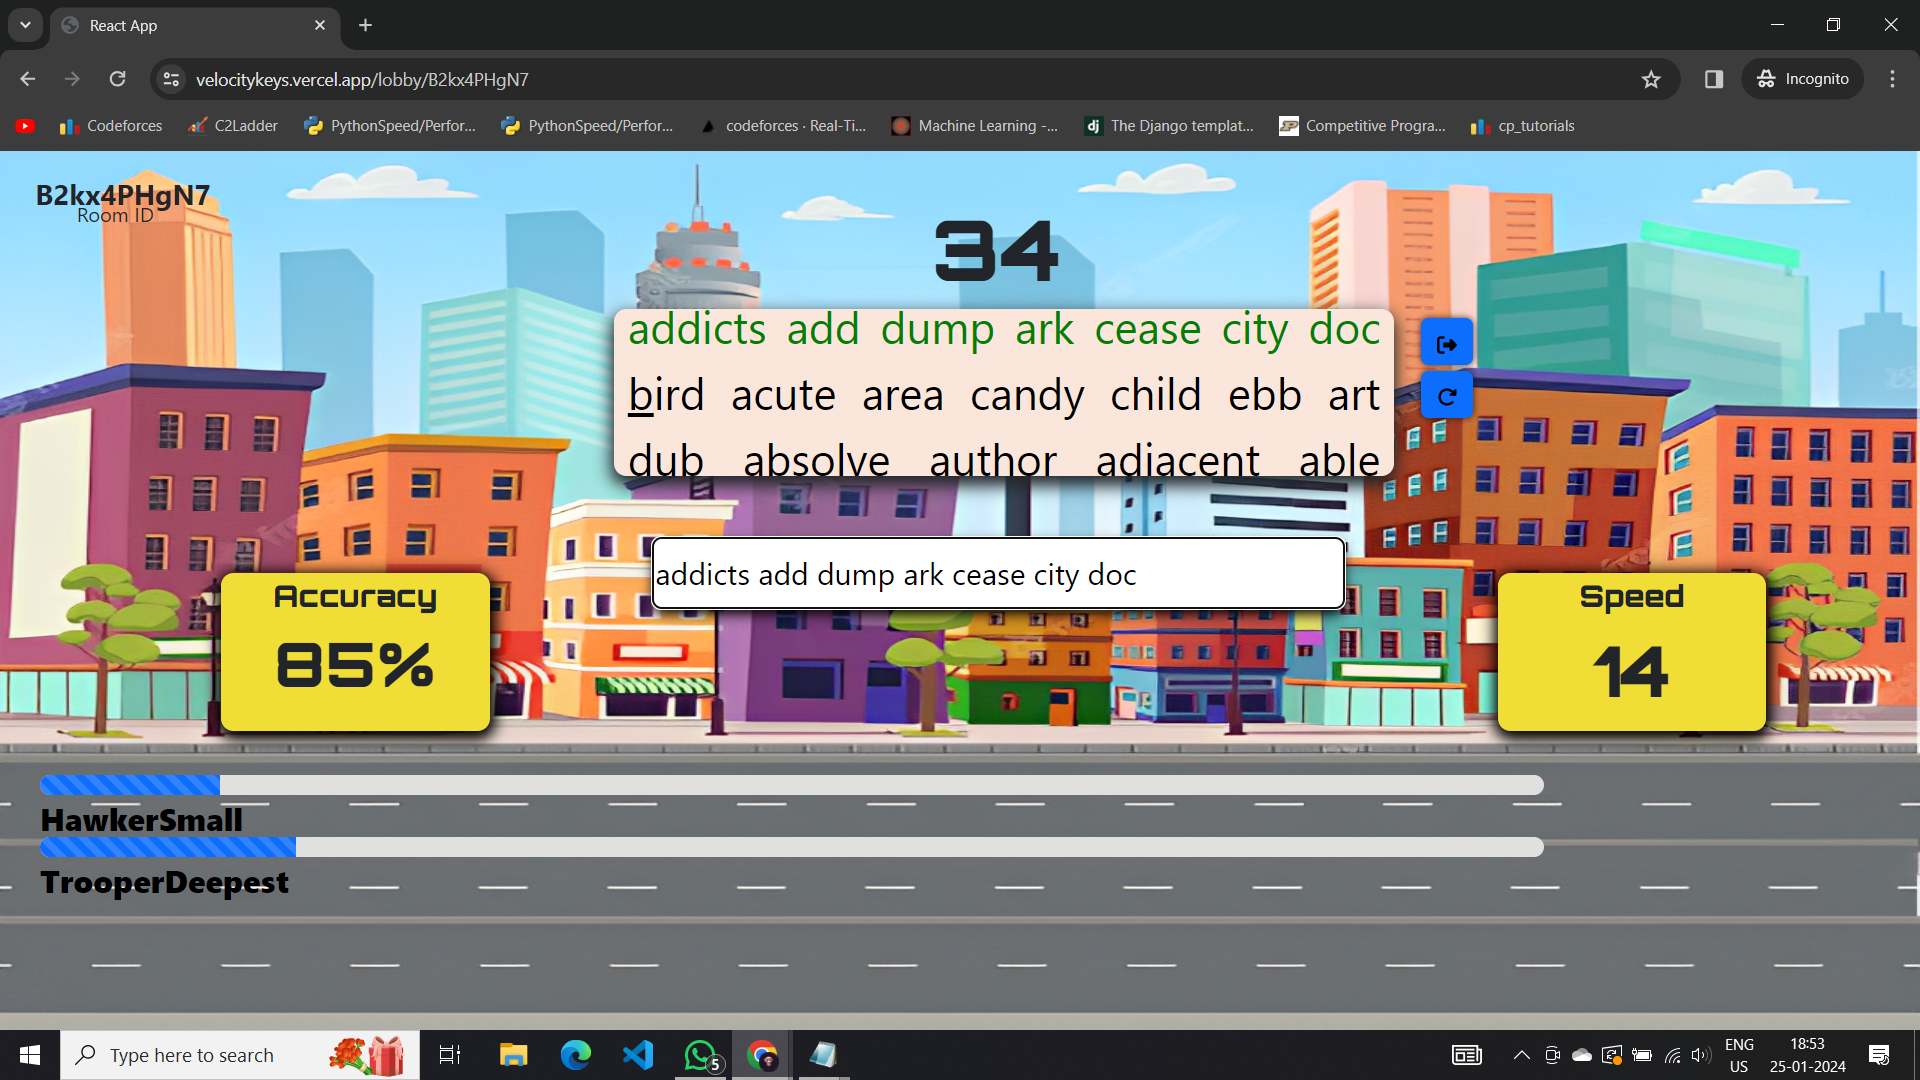 React App
velocitykeys.vercel.app/lobby/B2kx4PHgN7
Incognito
Codeforces
C2Ladder
PythonSpeed/Perfor...
PythonSpeed/Perfor...
codeforces · Real-Ti...
Machine Learning -...
dj
The Django templat...
Competitive Progra...
cp_tutorials
B2kx4PHgN7
Room ID
34
addicts add dump ark cease city doc
bird acute area candy child ebb art
dub absolve author adjacent able
addicts add dump ark cease city doc
Accuracy
85%
Speed
14
HawkerSmall
TrooperDeepest
Type here to search
5
ENG
US
18:53
25-01-2024